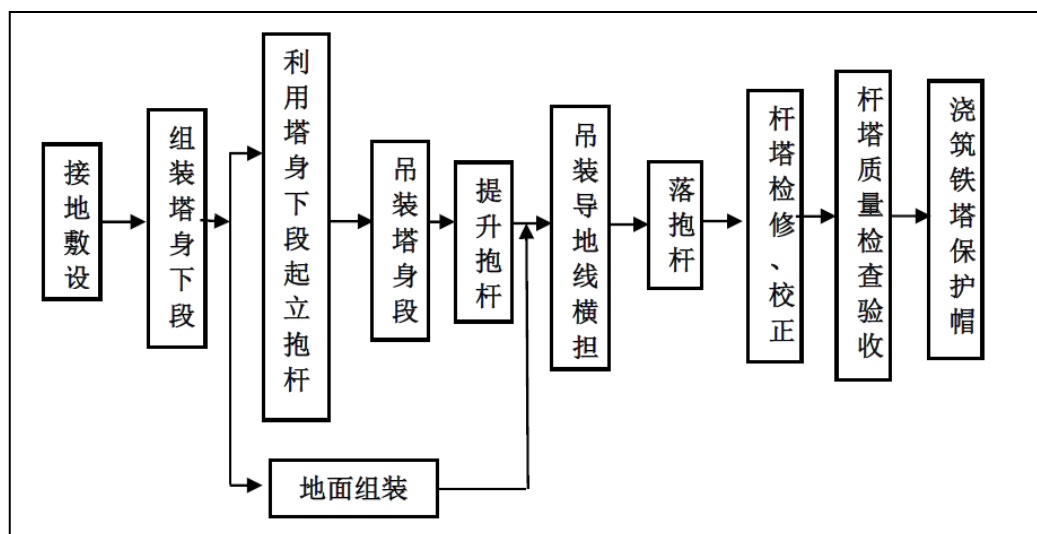 接地敷设
组装塔身下段
利用塔身下段起立抱杆
吊装塔身段
提升抱杆
吊装导地线横担
落抱杆
杆塔检修、校正
杆塔质量检查验收
浇筑铁塔保护帽
地面组装